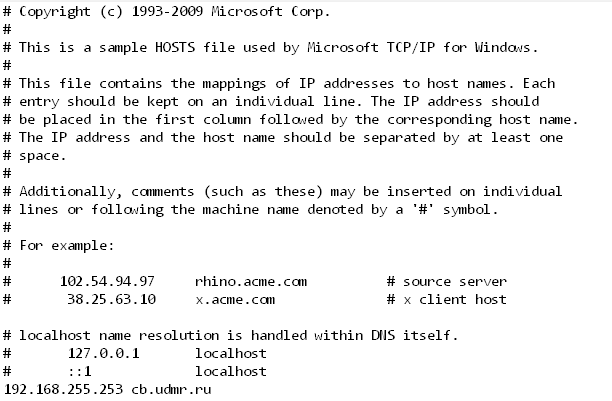 # Copyright (c) 1993-2009 Microsoft Corp.
#
# This is a sample HOSTS file used by Microsoft TCP/IP for Windows.
#
# This file contains the mappings of IP addresses to host names. Each
# entry should be kept on an individual line. The IP address should
# be placed in the first column followed by the corresponding host name.
# The IP address and the host name should be separated by at least one
# space.
#
# Additionally, comments (such as these) may be inserted on individual
# lines or following the machine name denoted by a '#' symbol.
#
# For example:
#
#      102.54.94.97     rhino.acme.com          # source server
#       38.25.63.10     x.acme.com              # x client host

# localhost name resolution is handled within DNS itself.
#       127.0.0.1       localhost
#       ::1             localhost
192.168.255.253 cb.udmr.ru